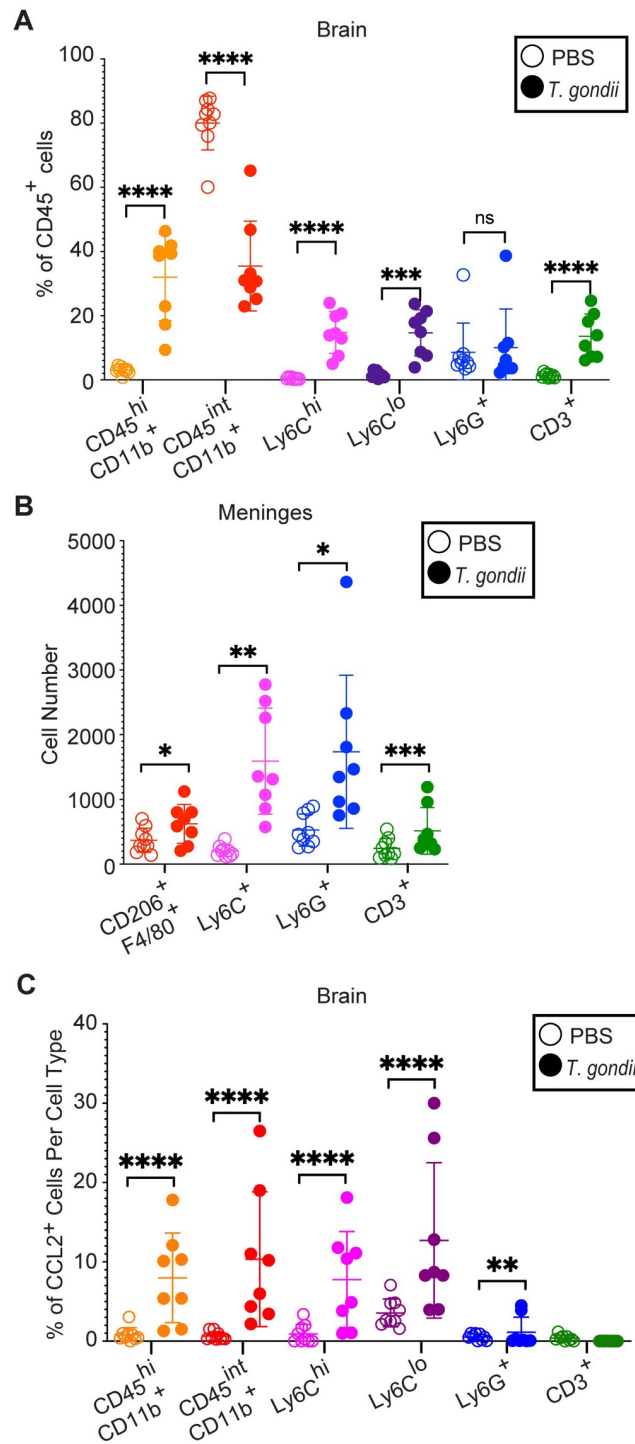 A
Brain
PBS
T. gondii
% of CD45+ cells
100
80
60
40
20
0
****
****
****
***
ns
****
CD45hi
CD11b+
CD45int
CD11b+
Ly6Chi
Ly6Clo
Ly6G+
CD3+
B
Meninges
PBS
T. gondii
Cell Number
5000
4000
3000
2000
1000
0
*
**
*
***
CD206+
F4/80+
Ly6C+
Ly6G+
CD3+
C
Brain
PBS
T. gondii
% of CCL2+ Cells Per Cell Type
40
30
20
10
0
****
****
****
****
**
CD45hi
CD11b+
CD45int
CD11b+
Ly6Chi
Ly6Clo
Ly6G+
CD3+